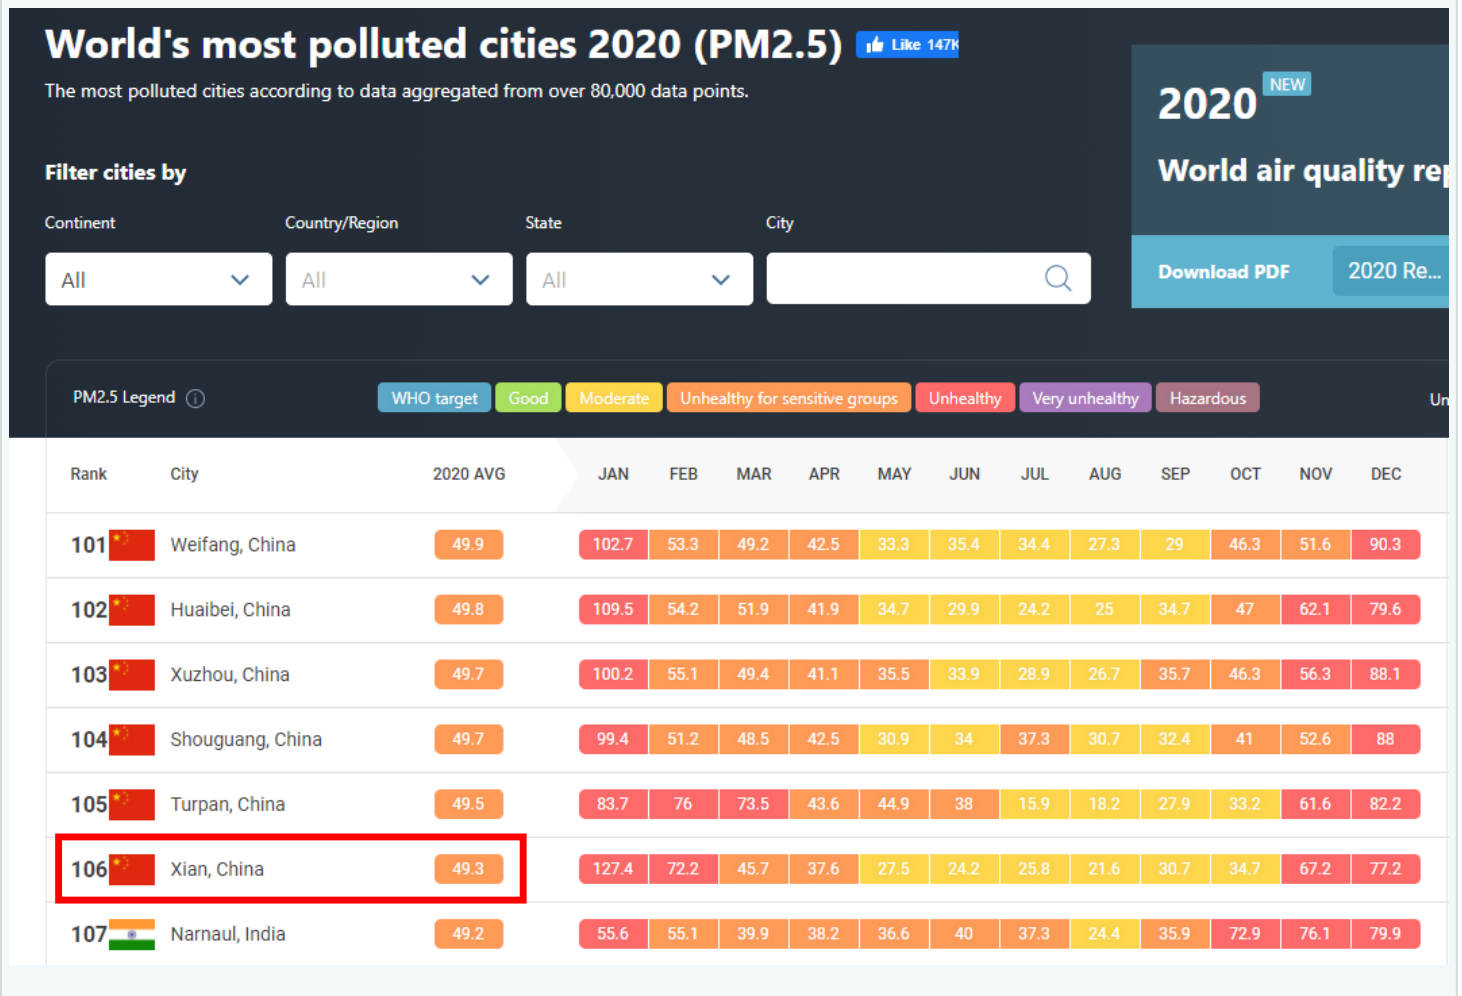 World's most polluted cities 2020 (PM2.5) Like 147K
The most polluted cities according to data aggregated from over 80,000 data points.
2020 NEW
World air quality rep
Download PDF 2020 Re...
Filter cities by
Continent Country/Region State City
All All All
PM2.5 Legend WHO target Good Moderate Unhealthy for sensitive groups Unhealthy Very unhealthy Hazardous Un
Rank City 2020 AVG JAN FEB MAR APR MAY JUN JUL AUG SEP OCT NOV DEC
101 Weifang, China 49.9 102.7 53.3 49.2 42.5 33.3 35.4 34.4 27.3 29 46.3 51.6 90.3
102 Huaibei, China 49.8 109.5 54.2 51.9 41.9 34.7 29.9 24.2 25 34.7 47 62.1 79.6
103 Xuzhou, China 49.7 100.2 55.1 49.4 41.1 35.5 33.9 28.9 26.7 35.7 46.3 56.3 88.1
104 Shouguang, China 49.7 99.4 51.2 48.5 42.5 30.9 34 37.3 30.7 32.4 41 52.6 88
105 Turpan, China 49.5 83.7 76 73.5 43.6 44.9 38 15.9 18.2 27.9 33.2 61.6 82.2
106 Xian, China 49.3 127.4 72.2 45.7 37.6 27.5 24.2 25.8 21.6 30.7 34.7 67.2 77.2
107 Narnaul, India 49.2 55.6 55.1 39.9 38.2 36.6 40 37.3 24.4 35.9 72.9 76.1 79.9